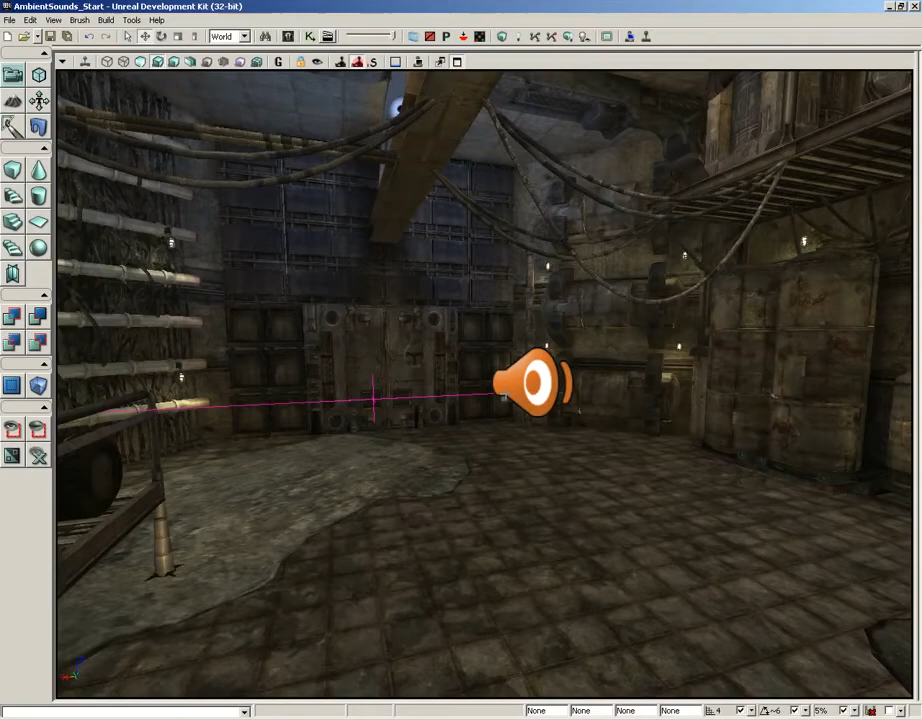 AmbientSounds_Start - Unreal Development Kit (32-bit)
File Edit View Brush Build Tools Help
World
P
K
G
S
None None None None 4 ~6 5%